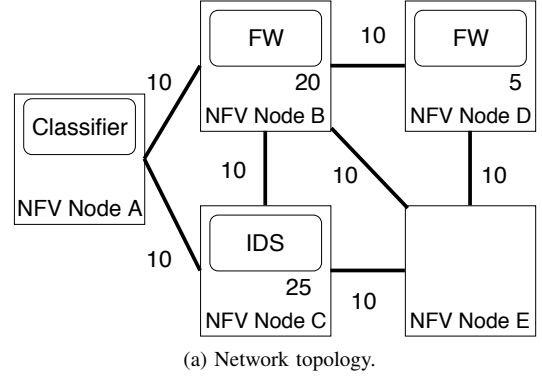 FW
20
NFV Node B
10
FW
5
NFV Node D
10
Classifier
NFV Node A
10
10
10
10
IDS
25
NFV Node C
10
10
NFV Node E
(a) Network topology.